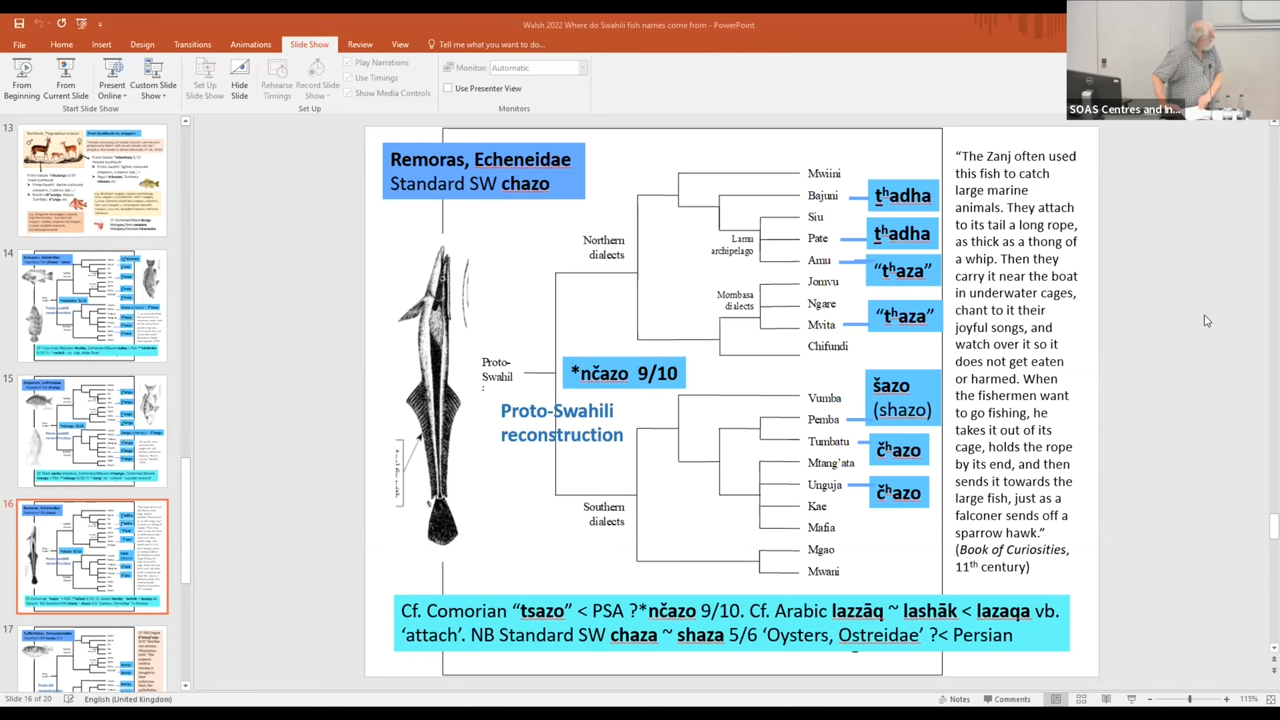 Walsh 2022 Where do Swahili fish names come from - PowerPoint
File Home Insert Design Transitions Animations Slide Show Review View Tell me what you want to do...
From Beginning
From Current Slide
Present Online
Custom Slide Show
Set Up Slide Show
Hide Slide
Rehearse Timings
Record Slide Show
Play Narrations
Use Timings
Show Media Controls
Monitor: Automatic
Use Presenter View
Start Slide Show
Set Up
Monitors
SOAS Centres and In...
13
14
15
16
17
Remoras, Echeneidae
Standard SW chazo
Northern dialects
Lamu archipelago
Mombasa dialects
Proto-Swahil
:
*nčazo 9/10
Proto-Swahili
reconstruction
Southern dialects
Mwiini
Bajuni
Siu
Pate
Amu
Jomvu
Ngare
Mvita
Chifundi
Vumba
Pemba
Tumbatu
Mtang'ata
Unguja
Kae
Mafia
Mgao
Mwani
t̪ʰadha
t̪ʰadha
“tʰaza”
“tʰaza”
šazo
(shazo)
čʰazo
čʰazo
“The Zanj often used
this fish to catch
large marine
animals. They attach
to its tail a long rope,
as thick as a thong of
a whip. Then they
carry it near the boat
in underwater cages,
chant to it their
joyful songs, and
watch over it so it
does not get eaten
or harmed. When
the fishermen want
to go fishing, he
takes it out of its
cage, holds the rope
by its end, and then
sends it towards the
large fish, just as a
falconer sends off a
sparrow hawk.”
(Book of Curiosities,
11th century)
Cf. Comorian “tsazo” < PSA ?*nčazo 9/10. Cf. Arabic lazzāq ~ lashāk < lazaqa vb.
‘attach’. NB Standard SW chaza ~ shaza 5/6 ‘Oysters, Ostreidae’ ?< Persian
Slide 16 of 20 English (United Kingdom) Notes Comments 115%